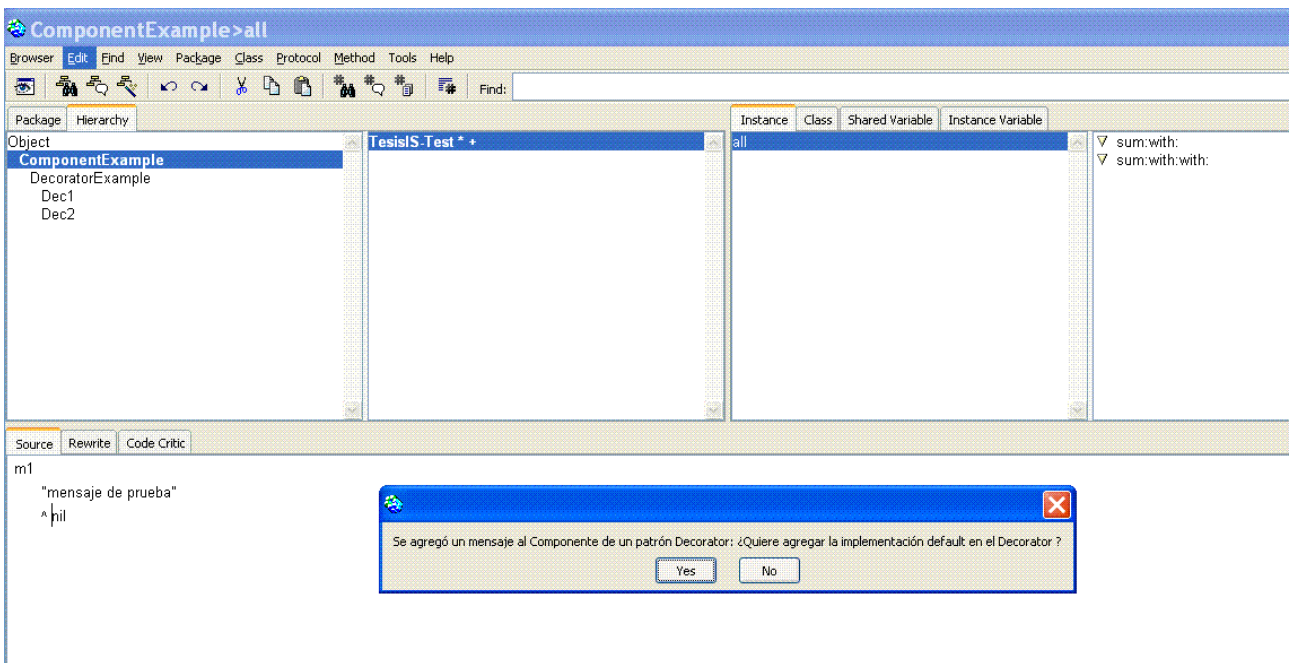 ComponentExample>all
Browser Edit Find View Package Class Protocol Method Tools Help
Find:
Package Hierarchy
Instance Class Shared Variable Instance Variable
Object
ComponentExample
DecoratorExample
Dec1
Dec2
TesisIS-Test * +
all
sum:with:
sum:with:with:
Source Rewrite Code Critic
m1
"mensaje de prueba"
^ nil
Se agregó un mensaje al Componente de un patrón Decorator: ¿Quiere agregar la implementación default en el Decorator ?
Yes No